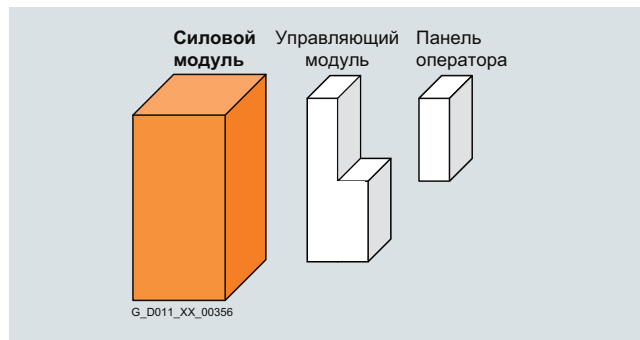 Силовой
модуль
Управляющий
модуль
Панель
оператора
G_D011_XX_00356